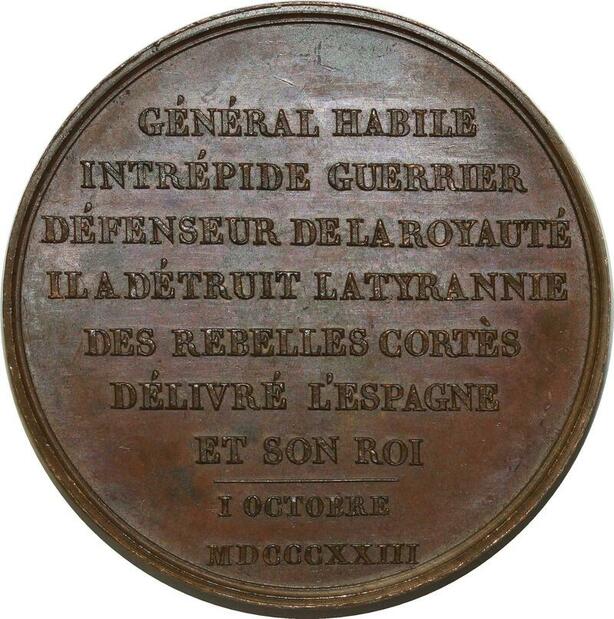 GÉNÉRAL HABILE
INTRÉPIDE GUERRIER
DÉFENSEUR DE LA ROYAUTÉ
IL A DÉTRUIT LA TYRANNIE
DES REBELLES CORTÈS
DÉLIVRÉ L'ESPAGNE
ET SON ROI
I OCTOBRE
MDCCCXXIII